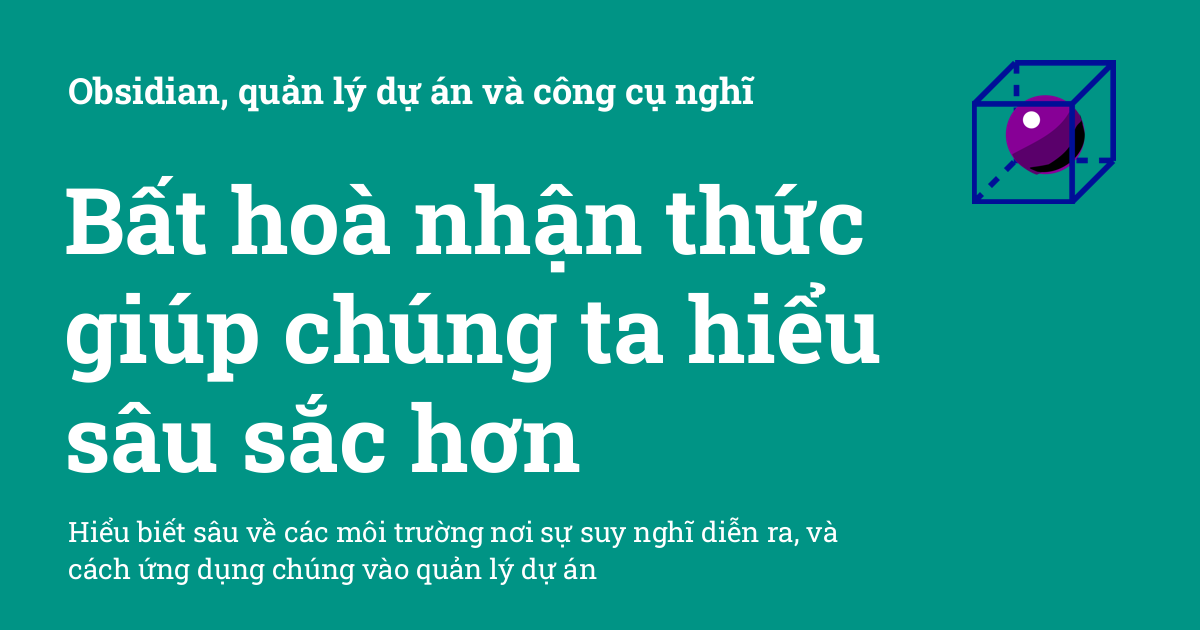 Obsidian, quản lý dự án và công cụ nghĩ
Bất hoà nhận thức
giúp chúng ta hiểu
sâu sắc hơn
Hiểu biết sâu về các môi trường nơi sự suy nghĩ diễn ra, và
cách ứng dụng chúng vào quản lý dự án